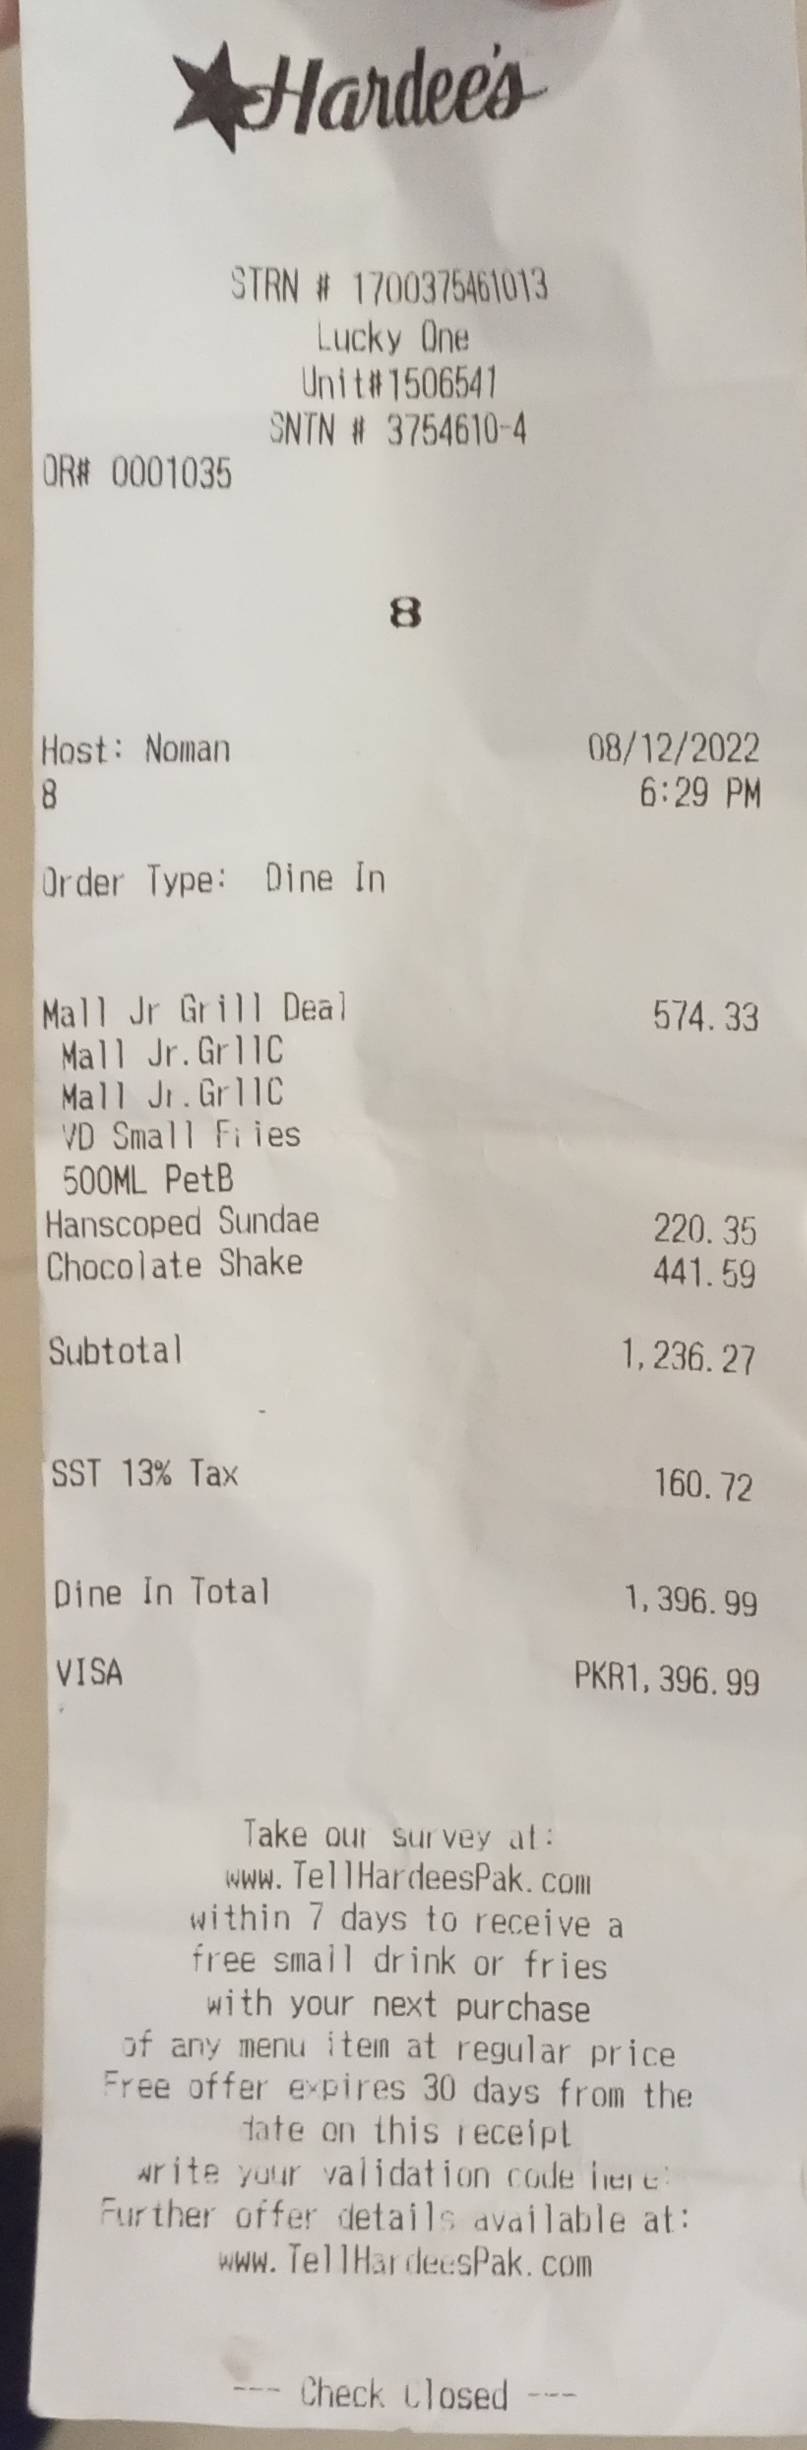 Hardee's
STRN # 1700375461013
Lucky One
Unit#1506541
SNTN # 3754610-4
OR# 0001035
8
Host: Noman 08/12/2022
8 6:29 PM
Order Type: Dine In
Mall Jr Grill Deal 574.33
Mall Jr.GrllC
Mall Jr.GrllC
VD Small Fries
500ML PetB
Hanscoped Sundae 220.35
Chocolate Shake 441.59
Subtotal 1,236.27
SST 13% Tax 160.72
Dine In Total 1,396.99
VISA PKR1,396.99
Take our survey at:
www.TellHardeesPak.com
within 7 days to receive a
free small drink or fries
with your next purchase
of any menu item at regular price
Free offer expires 30 days from the
date on this receipt
write your validation code here:
Further offer details available at:
www.TellHardeesPak.com
--- Check Closed ---